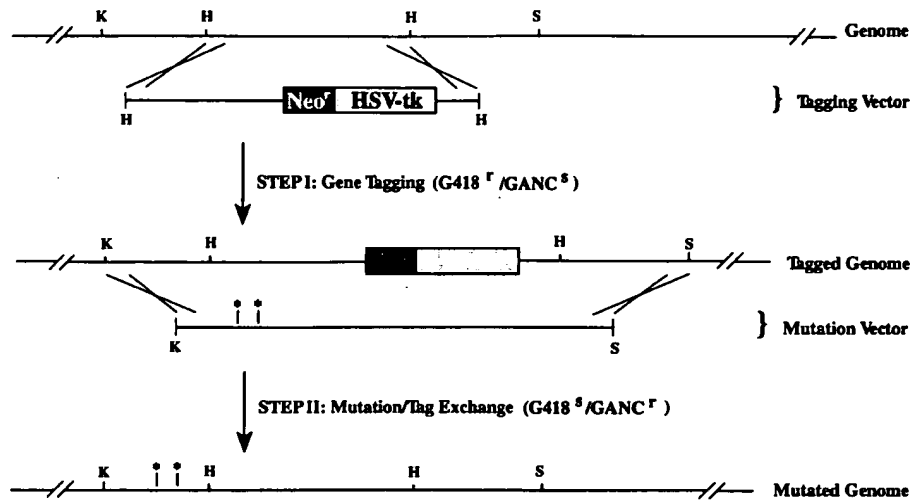 K H H S
Genome
Neoʳ HSV-tk
H H
} Tagging Vector
STEP I: Gene Tagging (G418 ʳ /GANC ˢ)
K H H S
Tagged Genome
* *
K S
} Mutation Vector
STEP II: Mutation/Tag Exchange (G418 ˢ /GANC ʳ)
K * * H H S
Mutated Genome